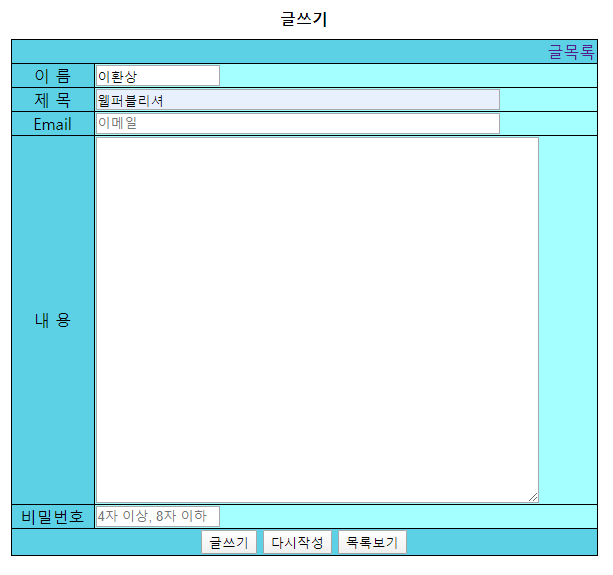 글쓰기
글목록
이 름 이환상
제 목 웹퍼블리셔
Email 이메일
내 용
비밀번호 4자 이상, 8자 이하
글쓰기 다시작성 목록보기